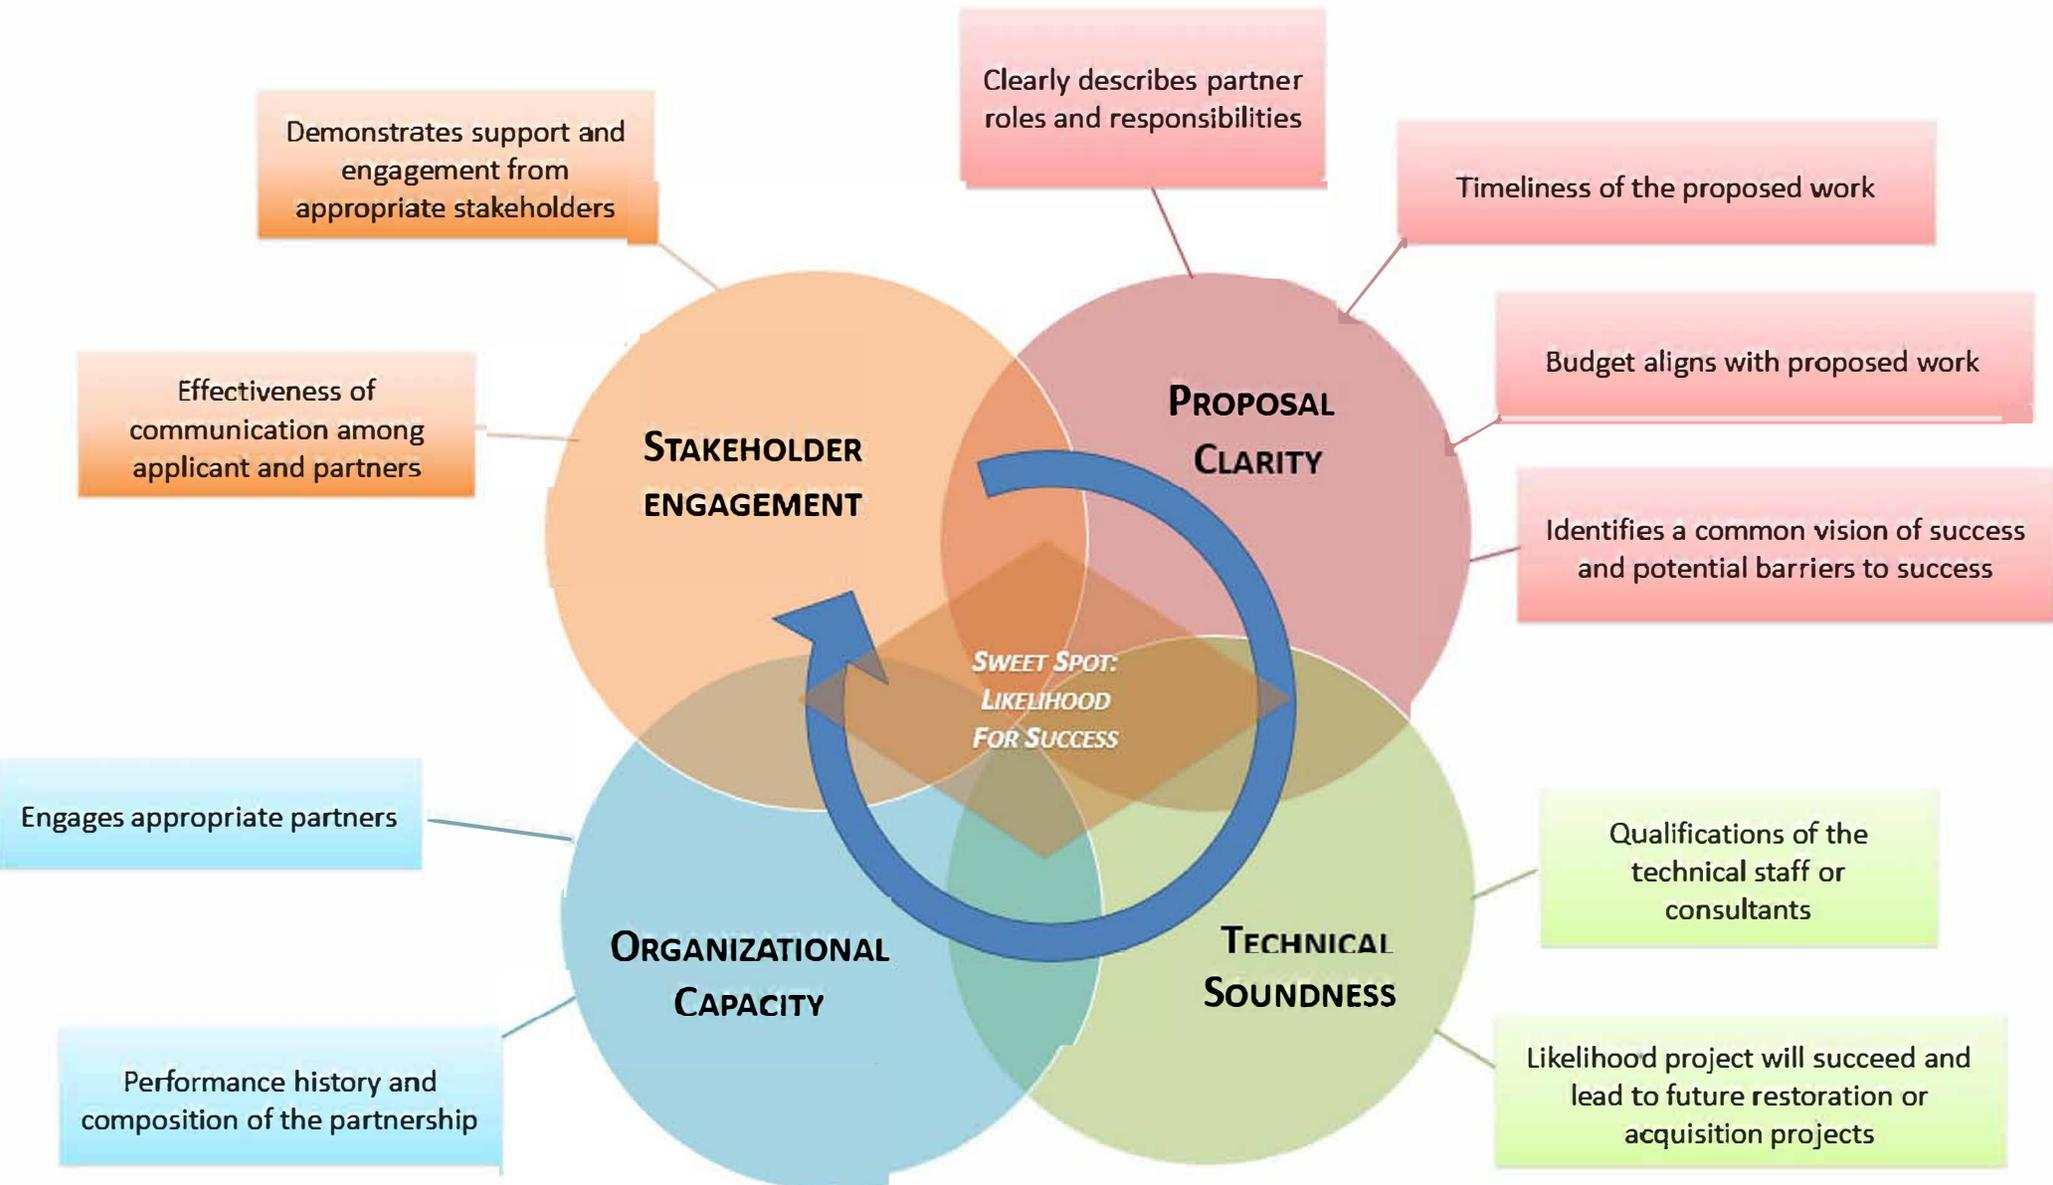 Clearly describes partner
roles and responsibilities
Demonstrates support and
engagement from
appropriate stakeholders
Timeliness of the proposed work
Budget aligns with proposed work
Effectiveness of
communication among
applicant and partners
PROPOSAL
CLARITY
STAKEHOLDER
ENGAGEMENT
Identifies a common vision of success
and potential barriers to success
SWEET SPOT:
LIKELIHOOD
FOR SUCCESS
Engages appropriate partners
Qualifications of the
technical staff or
consultants
ORGANIZATIONAL
CAPACITY
TECHNICAL
SOUNDNESS
Performance history and
composition of the partnership
Likelihood project will succeed and
lead to future restoration or
acquisition projects